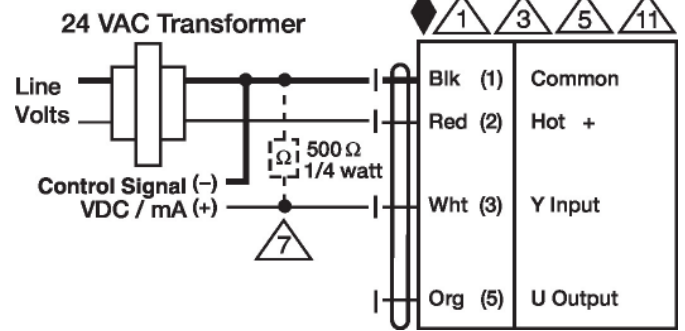 24 VAC Transformer
1 3 5 11
Line
Volts
Blk (1) Common
Red (2) Hot +
Ω 500 Ω
1/4 watt
Control Signal (–)
VDC / mA (+)
Wht (3) Y Input
7
Org (5) U Output